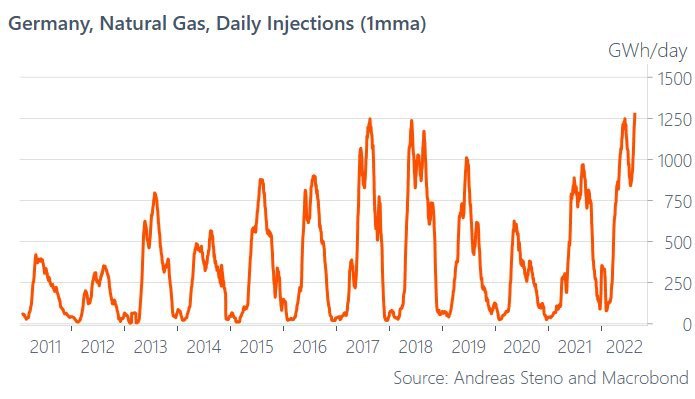 Germany, Natural Gas, Daily Injections (1mma)
GWh/day
1500
1250
1000
750
500
250
0
2011 2012 2013 2014 2015 2016 2017 2018 2019 2020 2021 2022
Source: Andreas Steno and Macrobond